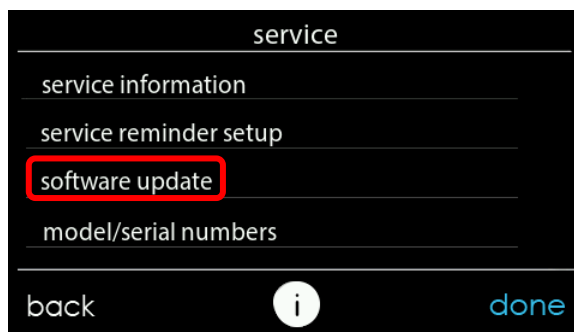 service
service information
service reminder setup
software update
model/serial numbers
back i done